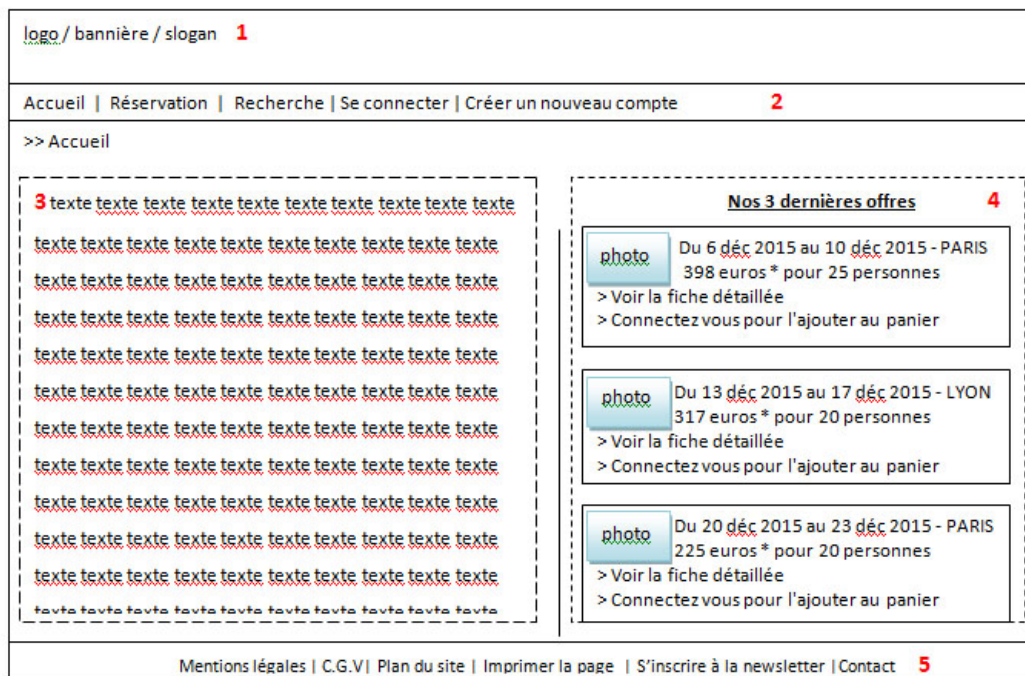 logo / bannière / slogan 1
Accueil | Réservation | Recherche | Se connecter | Créer un nouveau compte 2
>> Accueil
3 texte texte texte texte texte texte texte texte texte texte
texte texte texte texte texte texte texte texte texte texte
texte texte texte texte texte texte texte texte texte texte
texte texte texte texte texte texte texte texte texte texte
texte texte texte texte texte texte texte texte texte texte
texte texte texte texte texte texte texte texte texte texte
texte texte texte texte texte texte texte texte texte texte
texte texte texte texte texte texte texte texte texte texte
texte texte texte texte texte texte texte texte texte texte
texte texte texte texte texte texte texte texte texte texte
texte texte texte texte texte texte texte texte texte texte
texte texte texte texte texte texte texte texte texte texte
Nos 3 dernières offres 4
photo
Du 6 déc 2015 au 10 déc 2015 - PARIS
398 euros * pour 25 personnes
> Voir la fiche détaillée
> Connectez vous pour l'ajouter au panier
photo
Du 13 déc 2015 au 17 déc 2015 - LYON
317 euros * pour 20 personnes
> Voir la fiche détaillée
> Connectez vous pour l'ajouter au panier
photo
Du 20 déc 2015 au 23 déc 2015 - PARIS
225 euros * pour 20 personnes
> Voir la fiche détaillée
> Connectez vous pour l'ajouter au panier
Mentions légales | C.G.V | Plan du site | Imprimer la page | S'inscrire à la newsletter | Contact 5